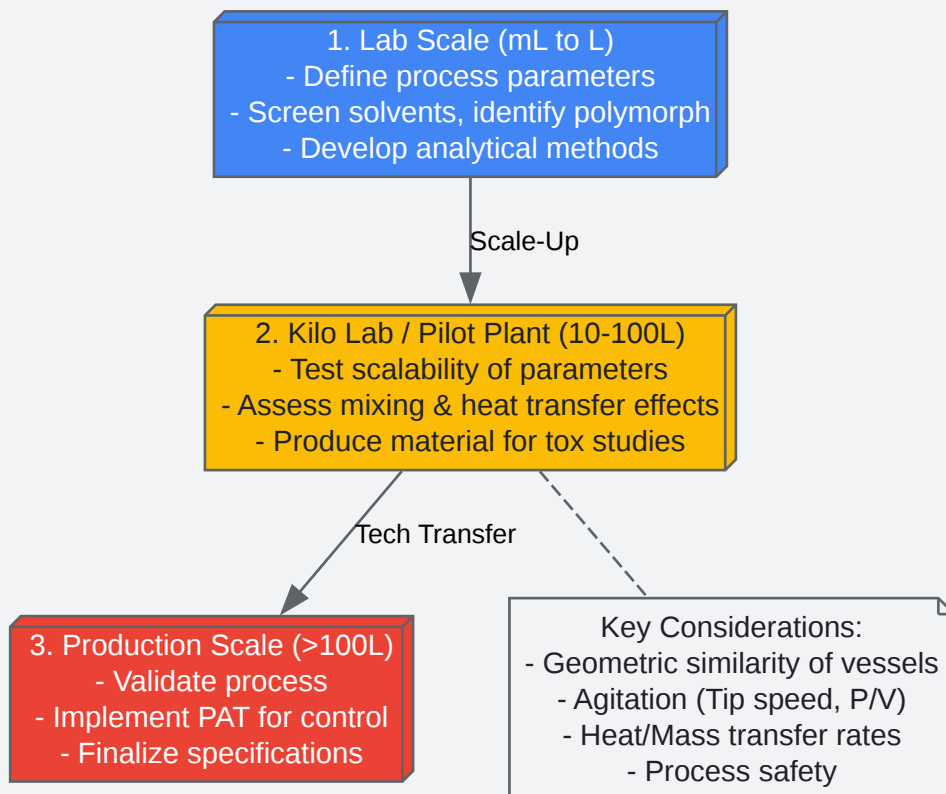 1. Lab Scale (mL to L)
- Define process parameters
- Screen solvents, identify polymorph
- Develop analytical methods
Scale-Up
2. Kilo Lab / Pilot Plant (10-100L)
- Test scalability of parameters
- Assess mixing & heat transfer effects
- Produce material for tox studies
Tech Transfer
3. Production Scale (>100L)
- Validate process
- Implement PAT for control
- Finalize specifications
Key Considerations:
- Geometric similarity of vessels
- Agitation (Tip speed, P/V)
- Heat/Mass transfer rates
- Process safety